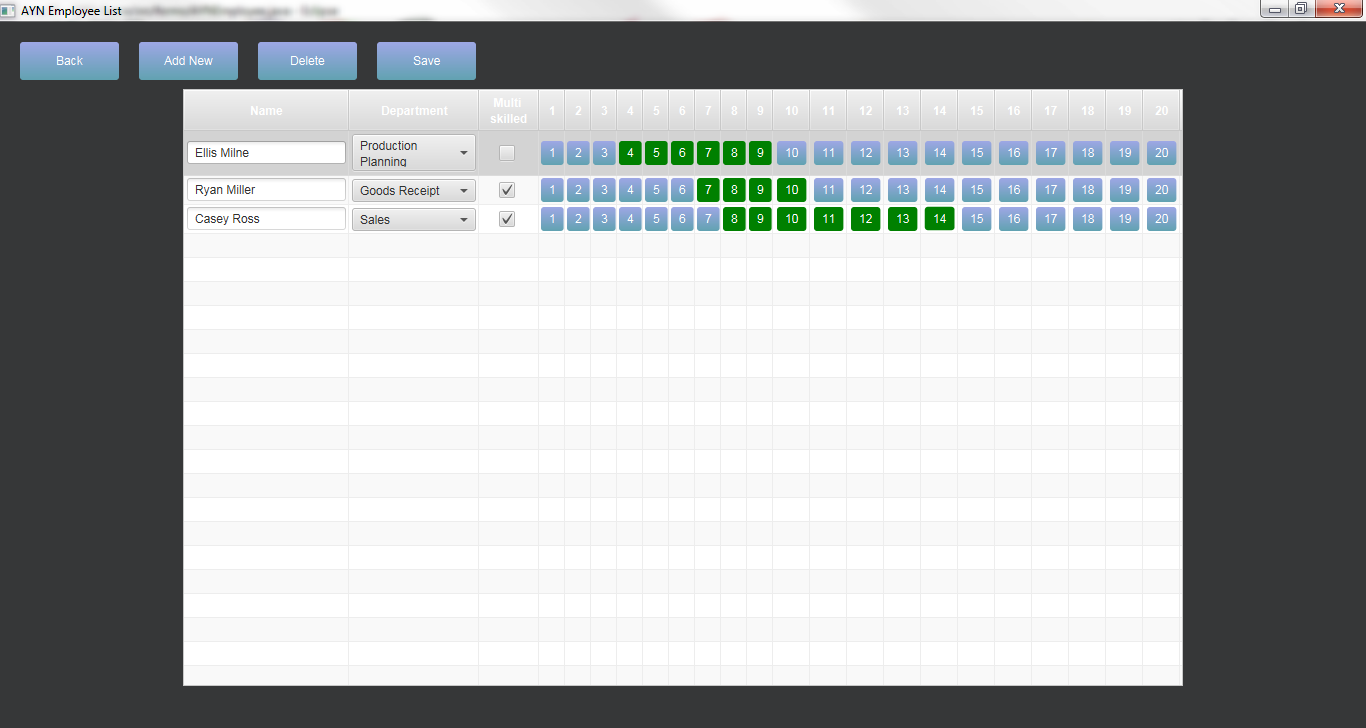 AYN Employee List
Back Add New Delete Save
Name Department Multi skilled 1 2 3 4 5 6 7 8 9 10 11 12 13 14 15 16 17 18 19 20
Ellis Milne Production Planning 1 2 3 4 5 6 7 8 9 10 11 12 13 14 15 16 17 18 19 20
Ryan Miller Goods Receipt 1 2 3 4 5 6 7 8 9 10 11 12 13 14 15 16 17 18 19 20
Casey Ross Sales 1 2 3 4 5 6 7 8 9 10 11 12 13 14 15 16 17 18 19 20